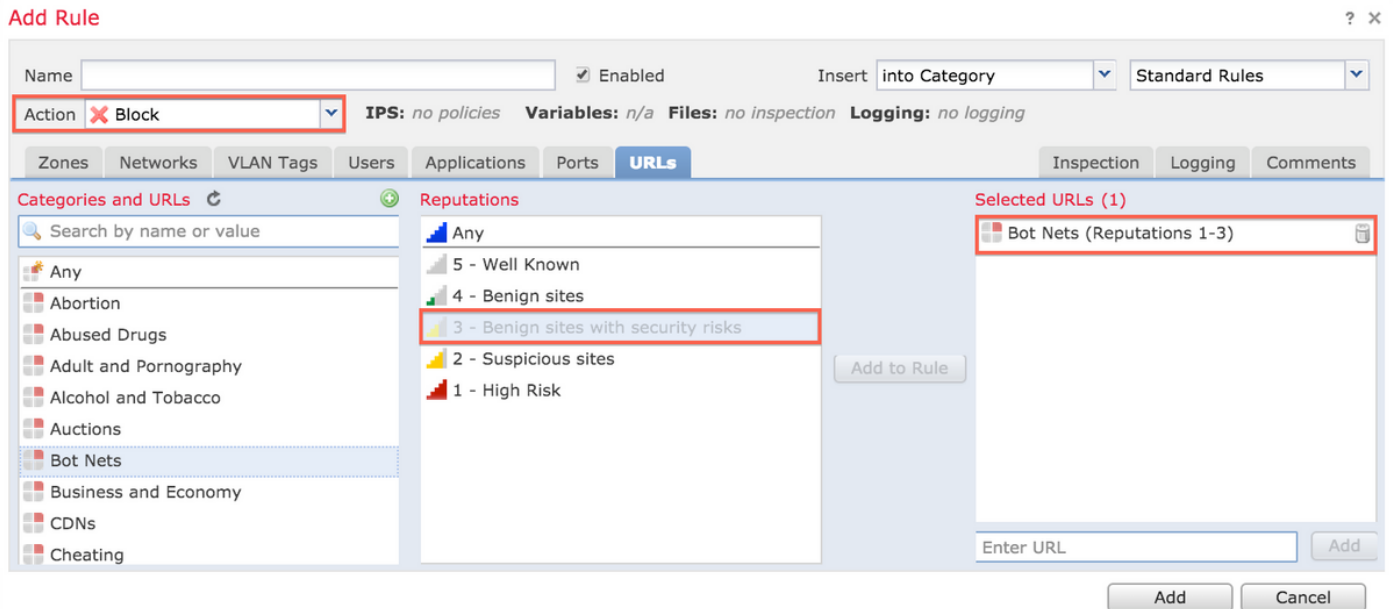 Add Rule ? ×
Name Enabled Insert into Category Standard Rules
Action Block IPS: no policies Variables: n/a Files: no inspection Logging: no logging
Zones Networks VLAN Tags Users Applications Ports URLs Inspection Logging Comments
Categories and URLs
Search by name or value
Any
Abortion
Abused Drugs
Adult and Pornography
Alcohol and Tobacco
Auctions
Bot Nets
Business and Economy
CDNs
Cheating
Reputations
Any
5 - Well Known
4 - Benign sites
3 - Benign sites with security risks
2 - Suspicious sites
1 - High Risk
Add to Rule
Selected URLs (1)
Bot Nets (Reputations 1-3)
Enter URL Add
Add Cancel